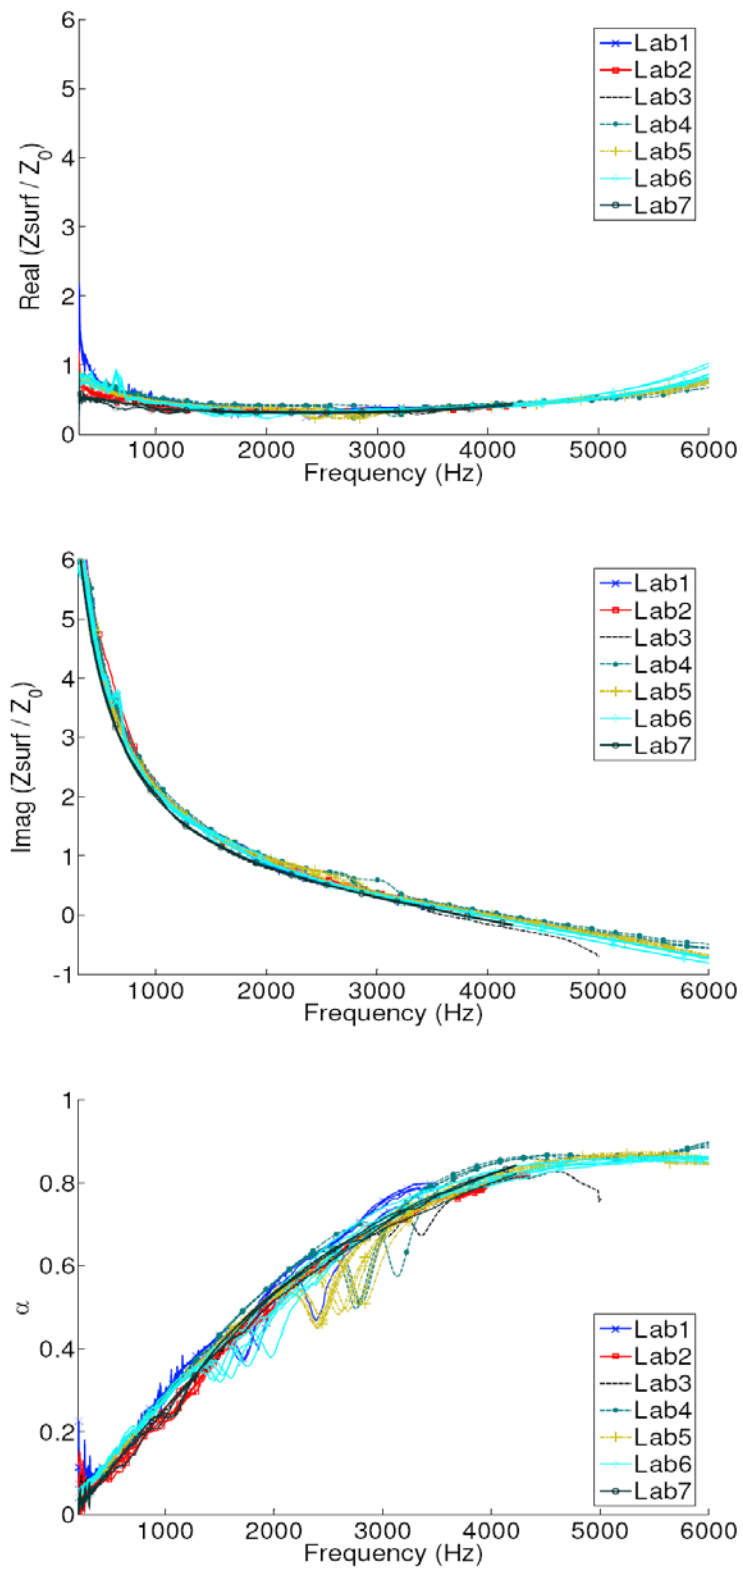 6
5
4
3
2
1
0
Real (Zsurf / Z0)
1000 2000 3000 4000 5000 6000
Frequency (Hz)
Lab1
Lab2
Lab3
Lab4
Lab5
Lab6
Lab7
6
5
4
3
2
1
0
-1
Imag (Zsurf / Z0)
1000 2000 3000 4000 5000 6000
Frequency (Hz)
Lab1
Lab2
Lab3
Lab4
Lab5
Lab6
Lab7
1
0.8
0.6
0.4
0.2
0
α
1000 2000 3000 4000 5000 6000
Frequency (Hz)
Lab1
Lab2
Lab3
Lab4
Lab5
Lab6
Lab7